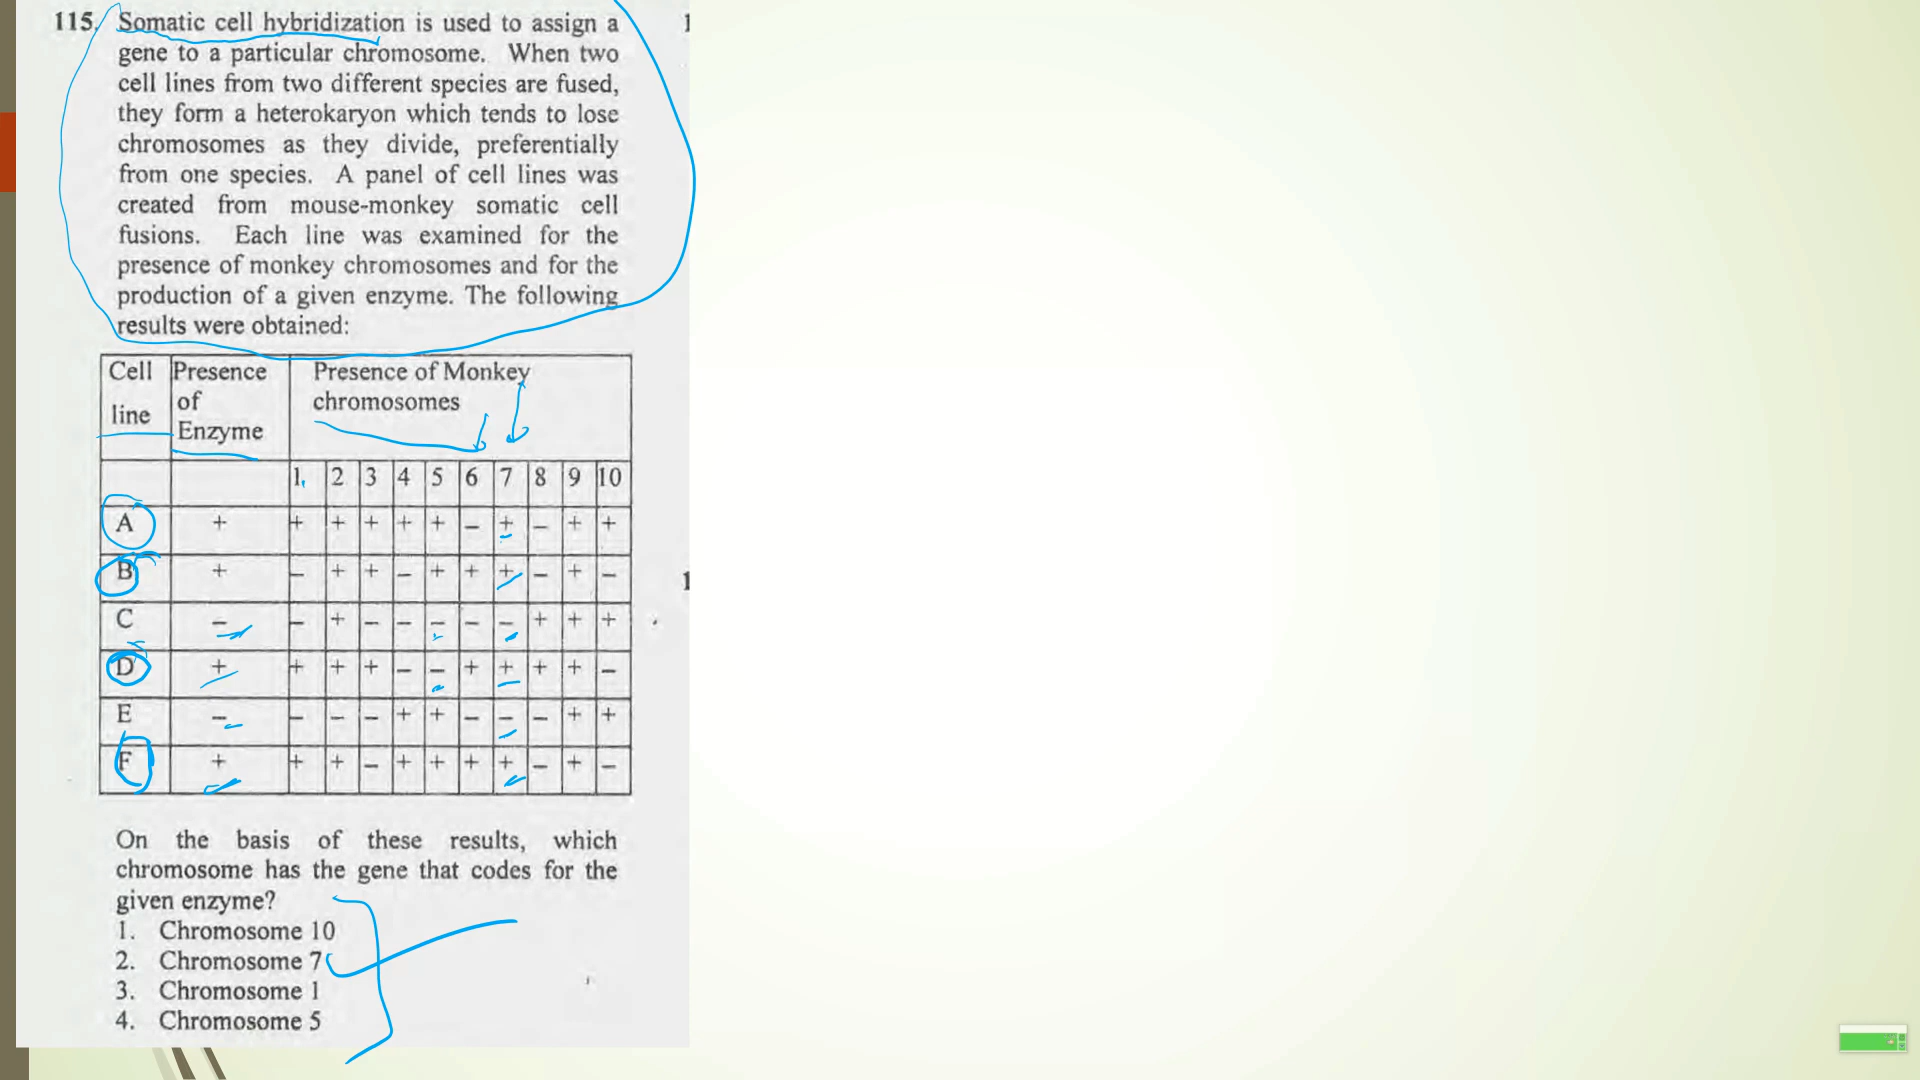 115. Somatic cell hybridization is used to assign a
gene to a particular chromosome. When two
cell lines from two different species are fused,
they form a heterokaryon which tends to lose
chromosomes as they divide, preferentially
from one species. A panel of cell lines was
created from mouse-monkey somatic cell
fusions. Each line was examined for the
presence of monkey chromosomes and for the
production of a given enzyme. The following
results were obtained:
Cell line Presence of Enzyme Presence of Monkey chromosomes
1 2 3 4 5 6 7 8 9 10
A + + + + + + – + – + +
B + – + + – + + + – + –
C – – + – – – – – + + +
D + + + + – – + + + + –
E – – – – + + – – – + +
F + + + – + + + + – + –
On the basis of these results, which
chromosome has the gene that codes for the
given enzyme?
1. Chromosome 10
2. Chromosome 7
3. Chromosome 1
4. Chromosome 5